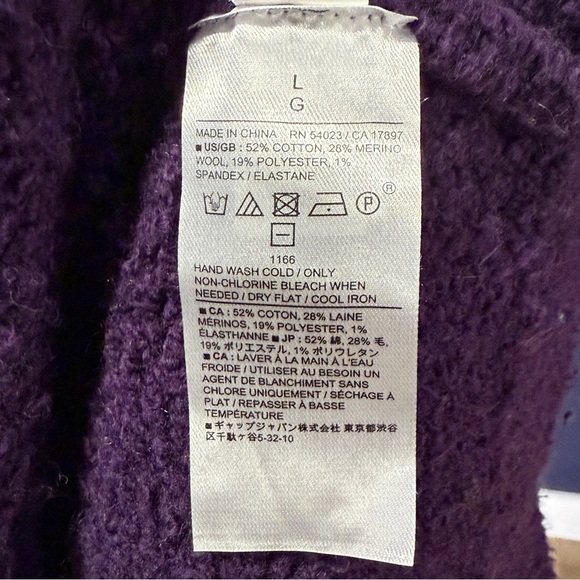 L
G
MADE IN CHINA RN 54023 / CA 17897
■ US/GB : 52% COTTON, 28% MERINO
WOOL, 19% POLYESTER, 1%
SPANDEX / ELASTANE
P ®
1166
HAND WASH COLD / ONLY
NON-CHLORINE BLEACH WHEN
NEEDED / DRY FLAT / COOL IRON
■ CA : 52% COTON, 28% LAINE
MÉRINOS, 19% POLYESTER, 1%
ÉLASTHANNE ■ JP : 52% 綿, 28% 毛,
19% ポリエステル, 1% ポリウレタン
■ CA : LAVER À LA MAIN À L'EAU
FROIDE / UTILISER AU BESOIN UN
AGENT DE BLANCHIMENT SANS
CHLORE UNIQUEMENT / SÉCHAGE À
PLAT / REPASSER À BASSE
TEMPÉRATURE
■ ギャップジャパン株式会社 東京都渋谷
区千駄ヶ谷5-32-10